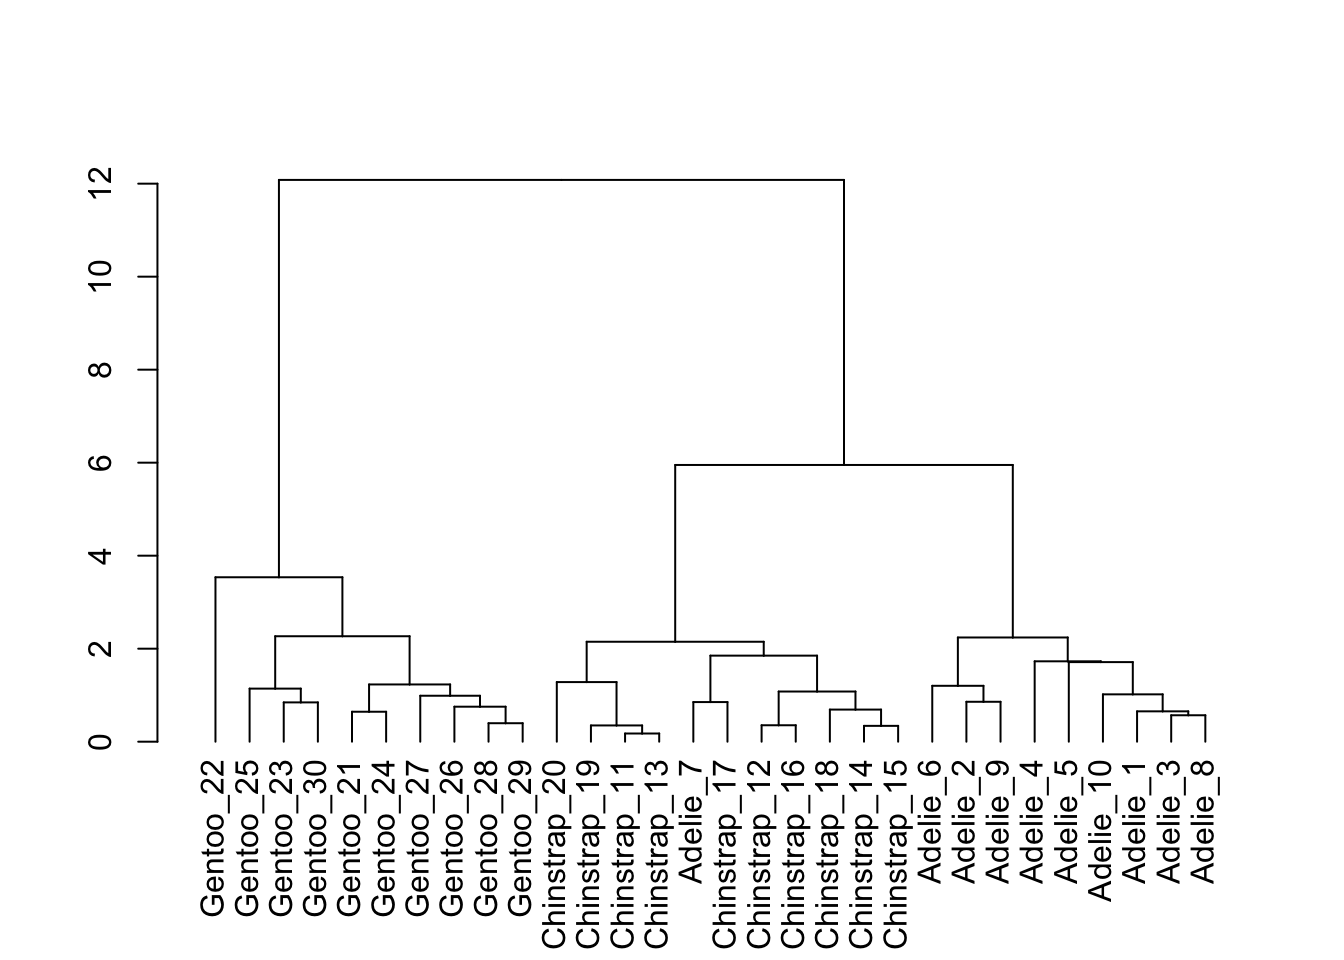 12
10
8
6
4
2
0
Gentoo_22
Gentoo_25
Gentoo_23
Gentoo_30
Gentoo_21
Gentoo_24
Gentoo_27
Gentoo_26
Gentoo_28
Gentoo_29
Chinstrap_20
Chinstrap_19
Chinstrap_11
Chinstrap_13
Adelie_7
Chinstrap_17
Chinstrap_12
Chinstrap_16
Chinstrap_18
Chinstrap_14
Chinstrap_15
Adelie_6
Adelie_2
Adelie_9
Adelie_4
Adelie_5
Adelie_10
Adelie_1
Adelie_3
Adelie_8